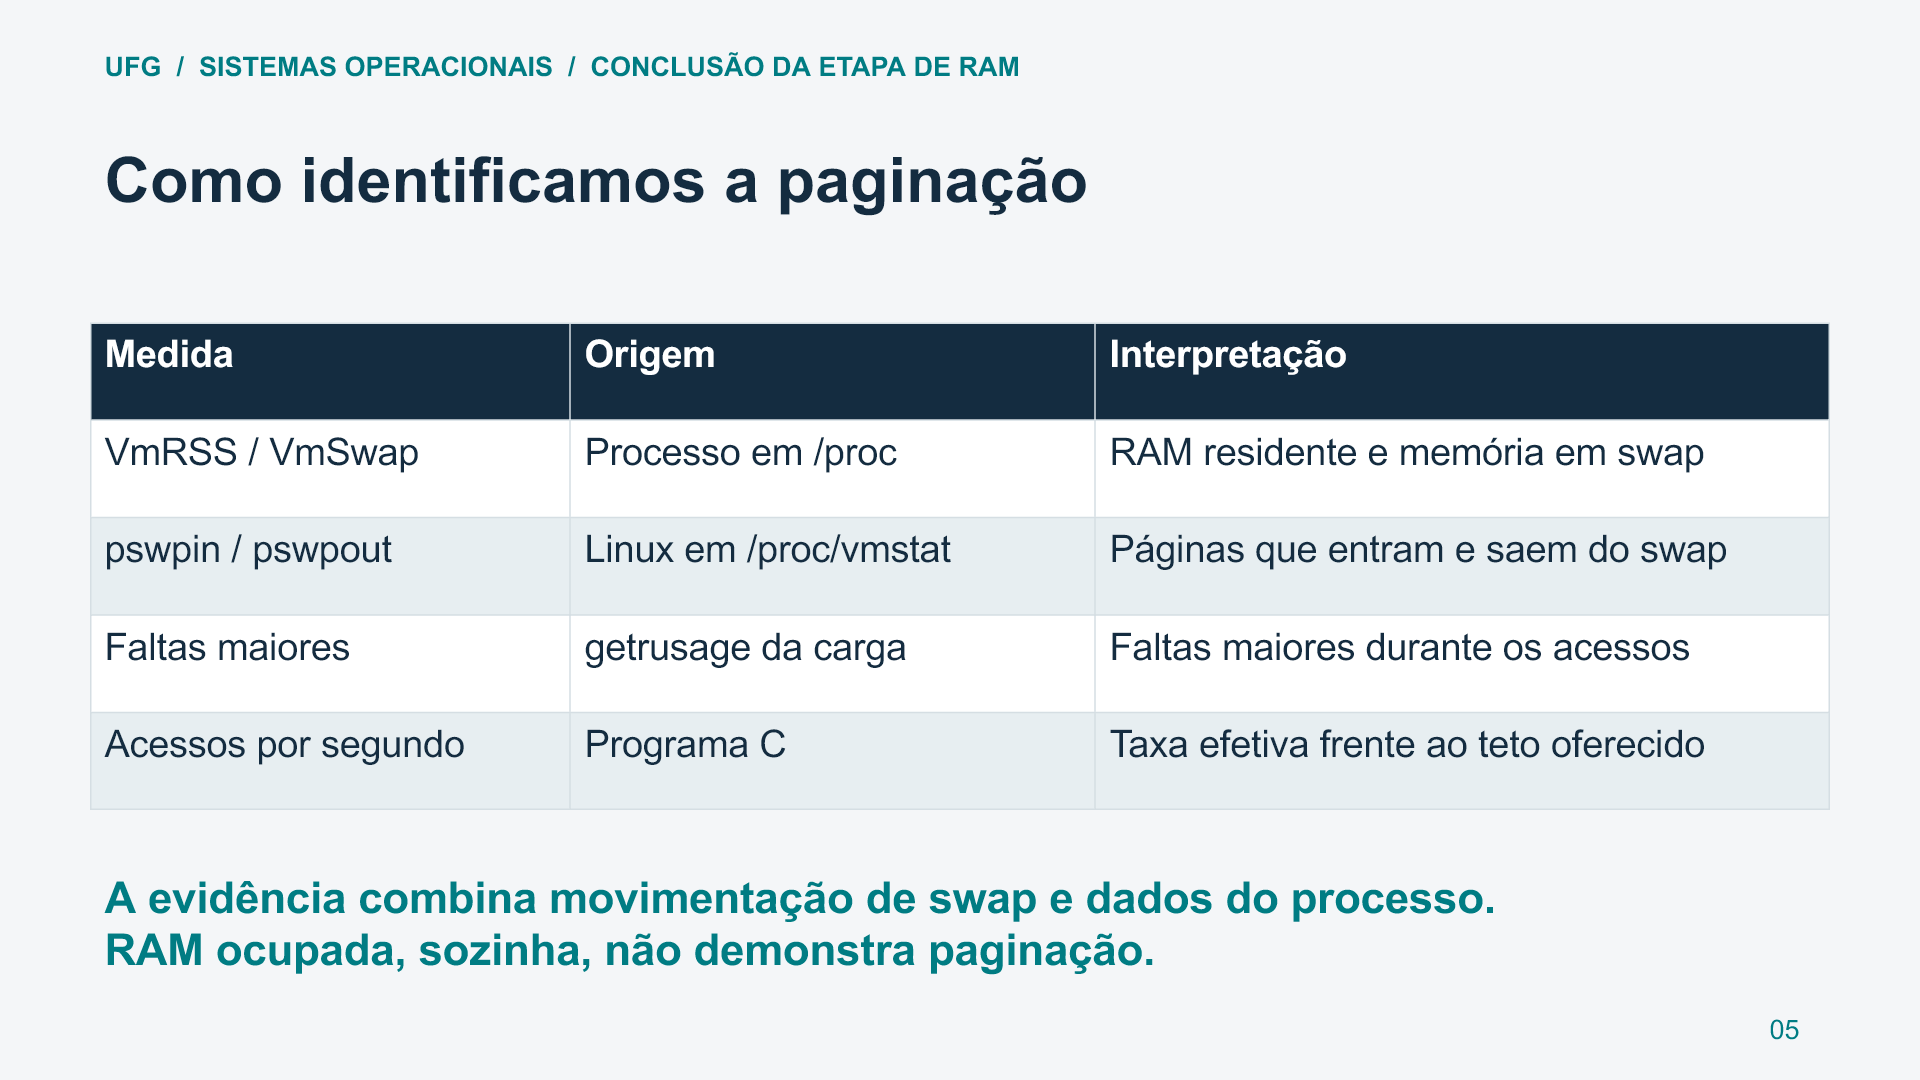 UFG / SISTEMAS OPERACIONAIS / CONCLUSÃO DA ETAPA DE RAM
Como identificamos a paginação
Medida Origem Interpretação
VmRSS / VmSwap Processo em /proc RAM residente e memória em swap
pswpin / pswpout Linux em /proc/vmstat Páginas que entram e saem do swap
Faltas maiores getrusage da carga Faltas maiores durante os acessos
Acessos por segundo Programa C Taxa efetiva frente ao teto oferecido
A evidência combina movimentação de swap e dados do processo.
RAM ocupada, sozinha, não demonstra paginação.
05